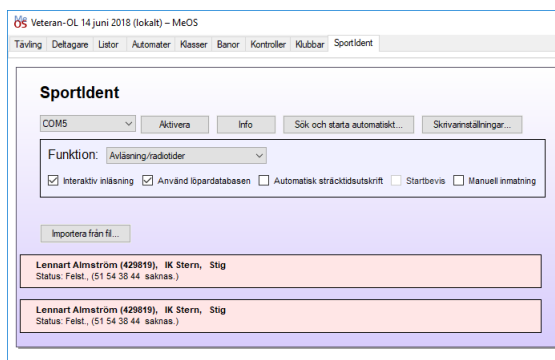 MeOS Veteran-OL 14 juni 2018 (lokalt) – MeOS
Tävling Deltagare Listor Automater Klasser Banor Kontroller Klubbar SportIdent
SportIdent
COM5 Aktivera Info Sök och starta automatiskt... Skrivarinställningar...
Funktion: Avläsning/radiotider
Interaktiv inläsning Använd löpardatabasen Automatisk sträcktidsutskrift Startbevis Manuell inmatning
Importera från fil...
Lennart Almström (429819), IK Stern, Stig
Status: Felst., (51 54 38 44 saknas.)
Lennart Almström (429819), IK Stern, Stig
Status: Felst., (51 54 38 44 saknas.)